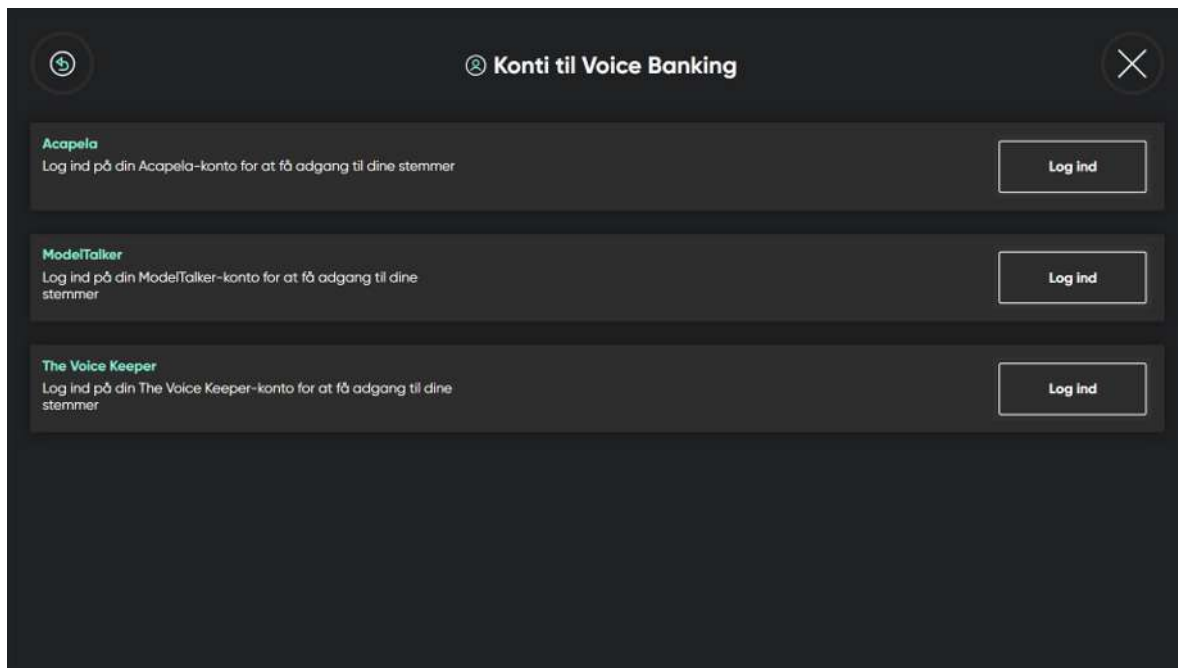 Konti til Voice Banking
Acapela
Log ind på din Acapela-konto for at få adgang til dine stemmer
Log ind
ModelTalker
Log ind på din ModelTalker-konto for at få adgang til dine
stemmer
Log ind
The Voice Keeper
Log ind på din The Voice Keeper-konto for at få adgang til dine
stemmer
Log ind